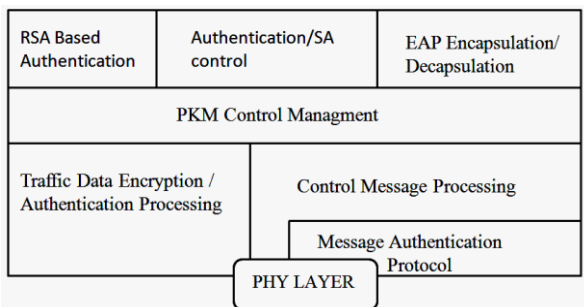 RSA Based
Authentication
Authentication/SA
control
EAP Encapsulation/
Decapsulation
PKM Control Managment
Traffic Data Encryption /
Authentication Processing
Control Message Processing
Message Authentication
Protocol
PHY LAYER